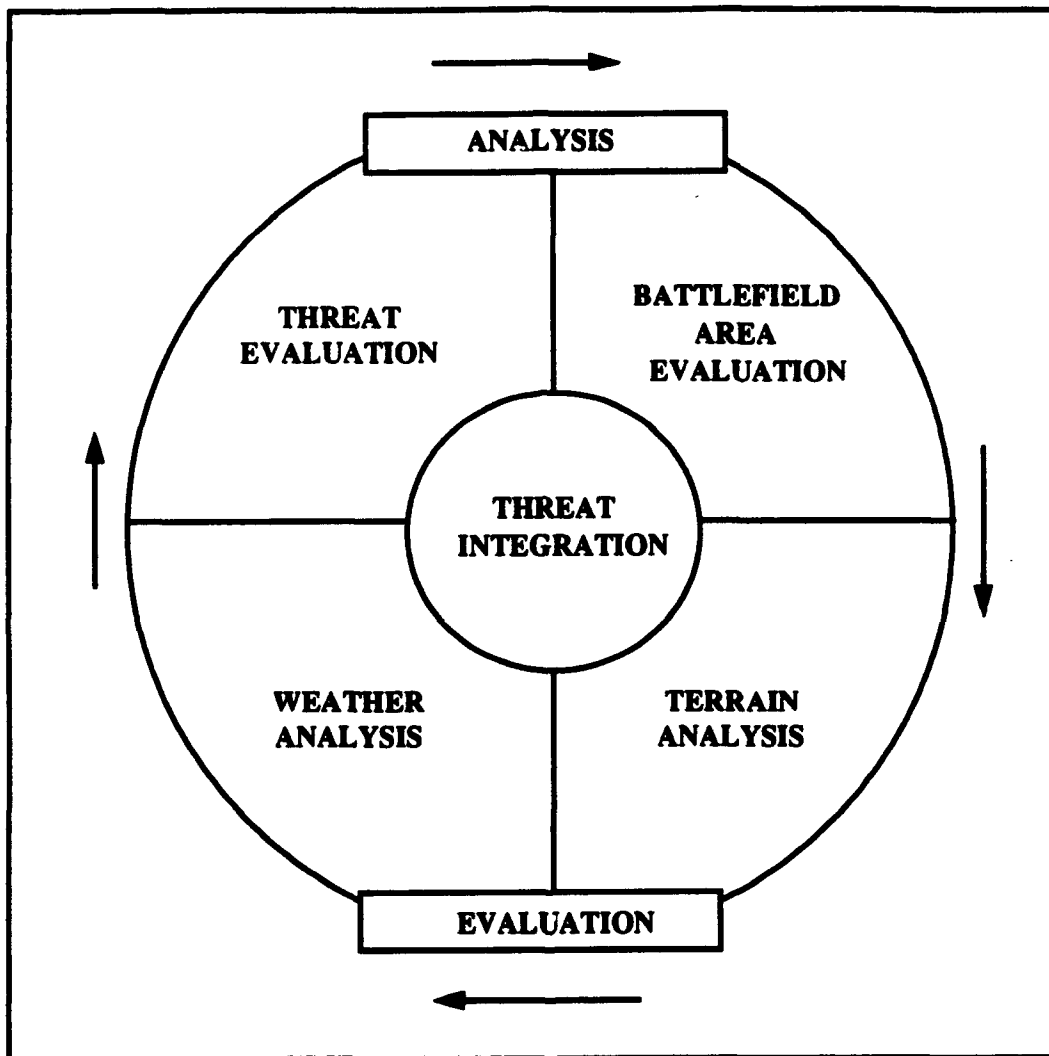 ANALYSIS
THREAT
EVALUATION
BATTLEFIELD
AREA
EVALUATION
THREAT
INTEGRATION
WEATHER
ANALYSIS
TERRAIN
ANALYSIS
EVALUATION